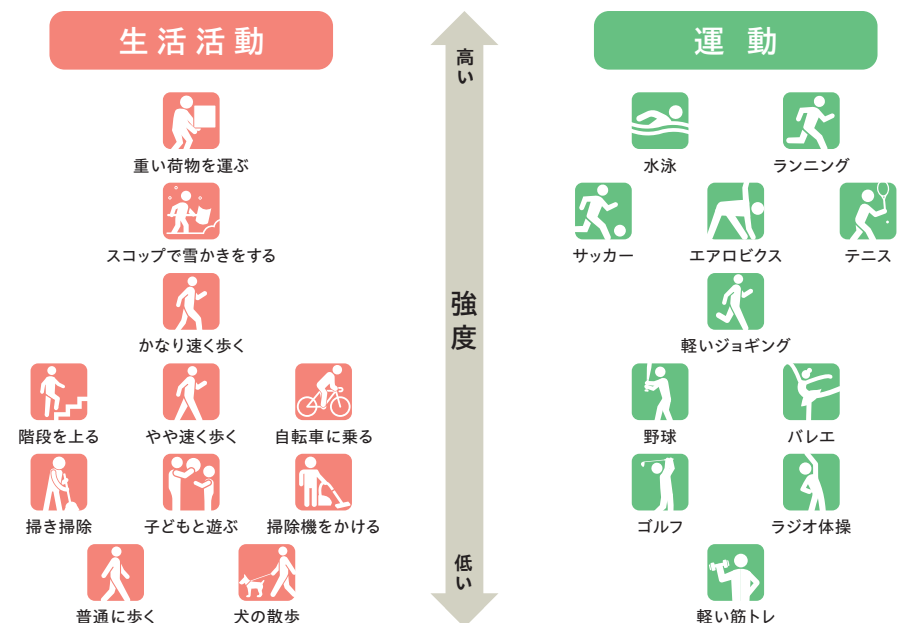 生活活動
重い荷物を運ぶ
スコップで雪かきをする
かなり速く歩く
階段を上る
やや速く歩く
自転車に乗る
掃き掃除
子どもと遊ぶ
掃除機をかける
普通に歩く
犬の散歩
高い
強度
低い
運動
水泳
ランニング
サッカー
エアロビクス
テニス
軽いジョギング
野球
バレエ
ゴルフ
ラジオ体操
軽い筋トレ